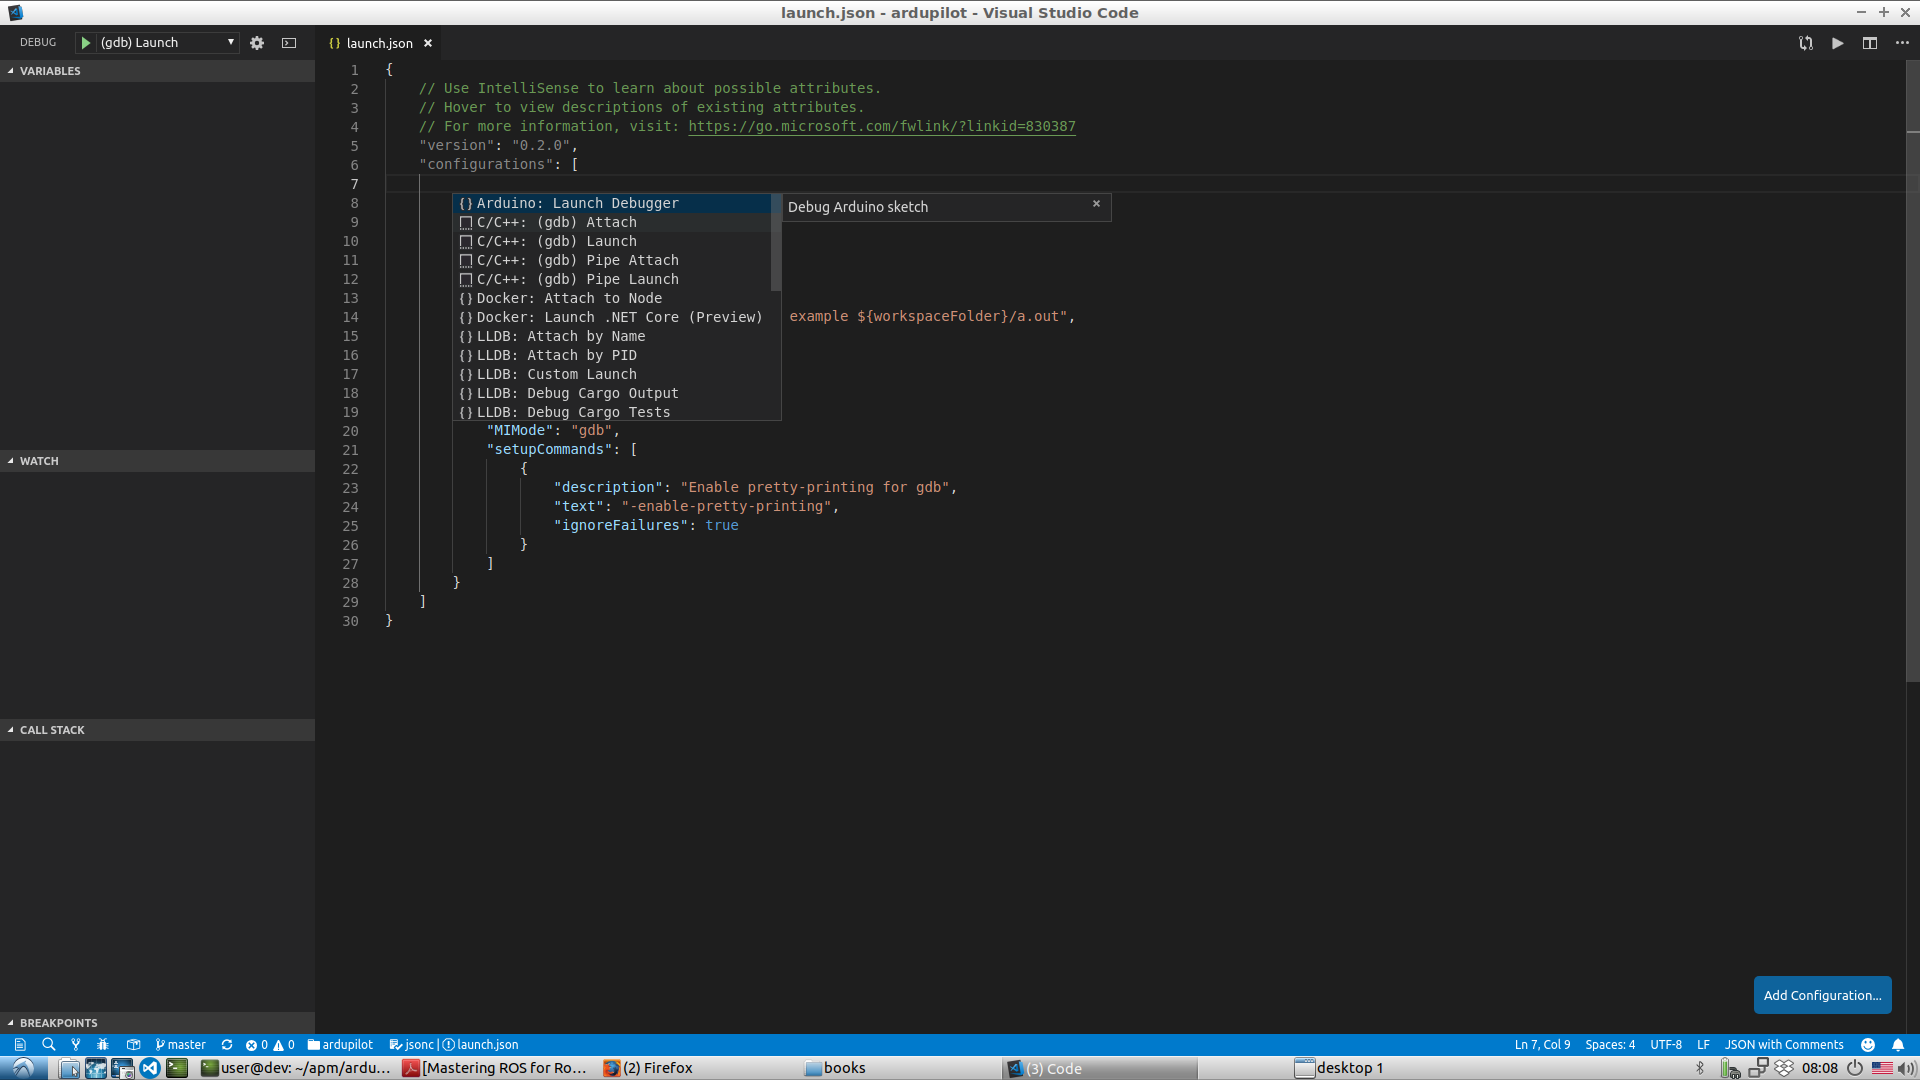 launch.json - ardupilot - Visual Studio Code
DEBUG
(gdb) Launch
VARIABLES
WATCH
CALL STACK
BREAKPOINTS
{} launch.json ×
1 {
2 // Use IntelliSense to learn about possible attributes.
3 // Hover to view descriptions of existing attributes.
4 // For more information, visit: https://go.microsoft.com/fwlink/?linkid=830387
5 "version": "0.2.0",
6 "configurations": [
7
8 {} Arduino: Launch Debugger
Debug Arduino sketch ×
9 C/C++: (gdb) Attach
10 C/C++: (gdb) Launch
11 C/C++: (gdb) Pipe Attach
12 C/C++: (gdb) Pipe Launch
13 {} Docker: Attach to Node
14 {} Docker: Launch .NET Core (Preview)
example ${workspaceFolder}/a.out",
15 {} LLDB: Attach by Name
16 {} LLDB: Attach by PID
17 {} LLDB: Custom Launch
18 {} LLDB: Debug Cargo Output
19 {} LLDB: Debug Cargo Tests
20 "MIMode": "gdb",
21 "setupCommands": [
22 {
23 "description": "Enable pretty-printing for gdb",
24 "text": "-enable-pretty-printing",
25 "ignoreFailures": true
26 }
27 ]
28 }
29 ]
30 }
Add Configuration...
master 0 0 ardupilot jsonc | launch.json
Ln 7, Col 9 Spaces: 4 UTF-8 LF JSON with Comments
user@dev: ~/apm/ardu... [Mastering ROS for Ro... (2) Firefox books (3) Code desktop 1 08:08